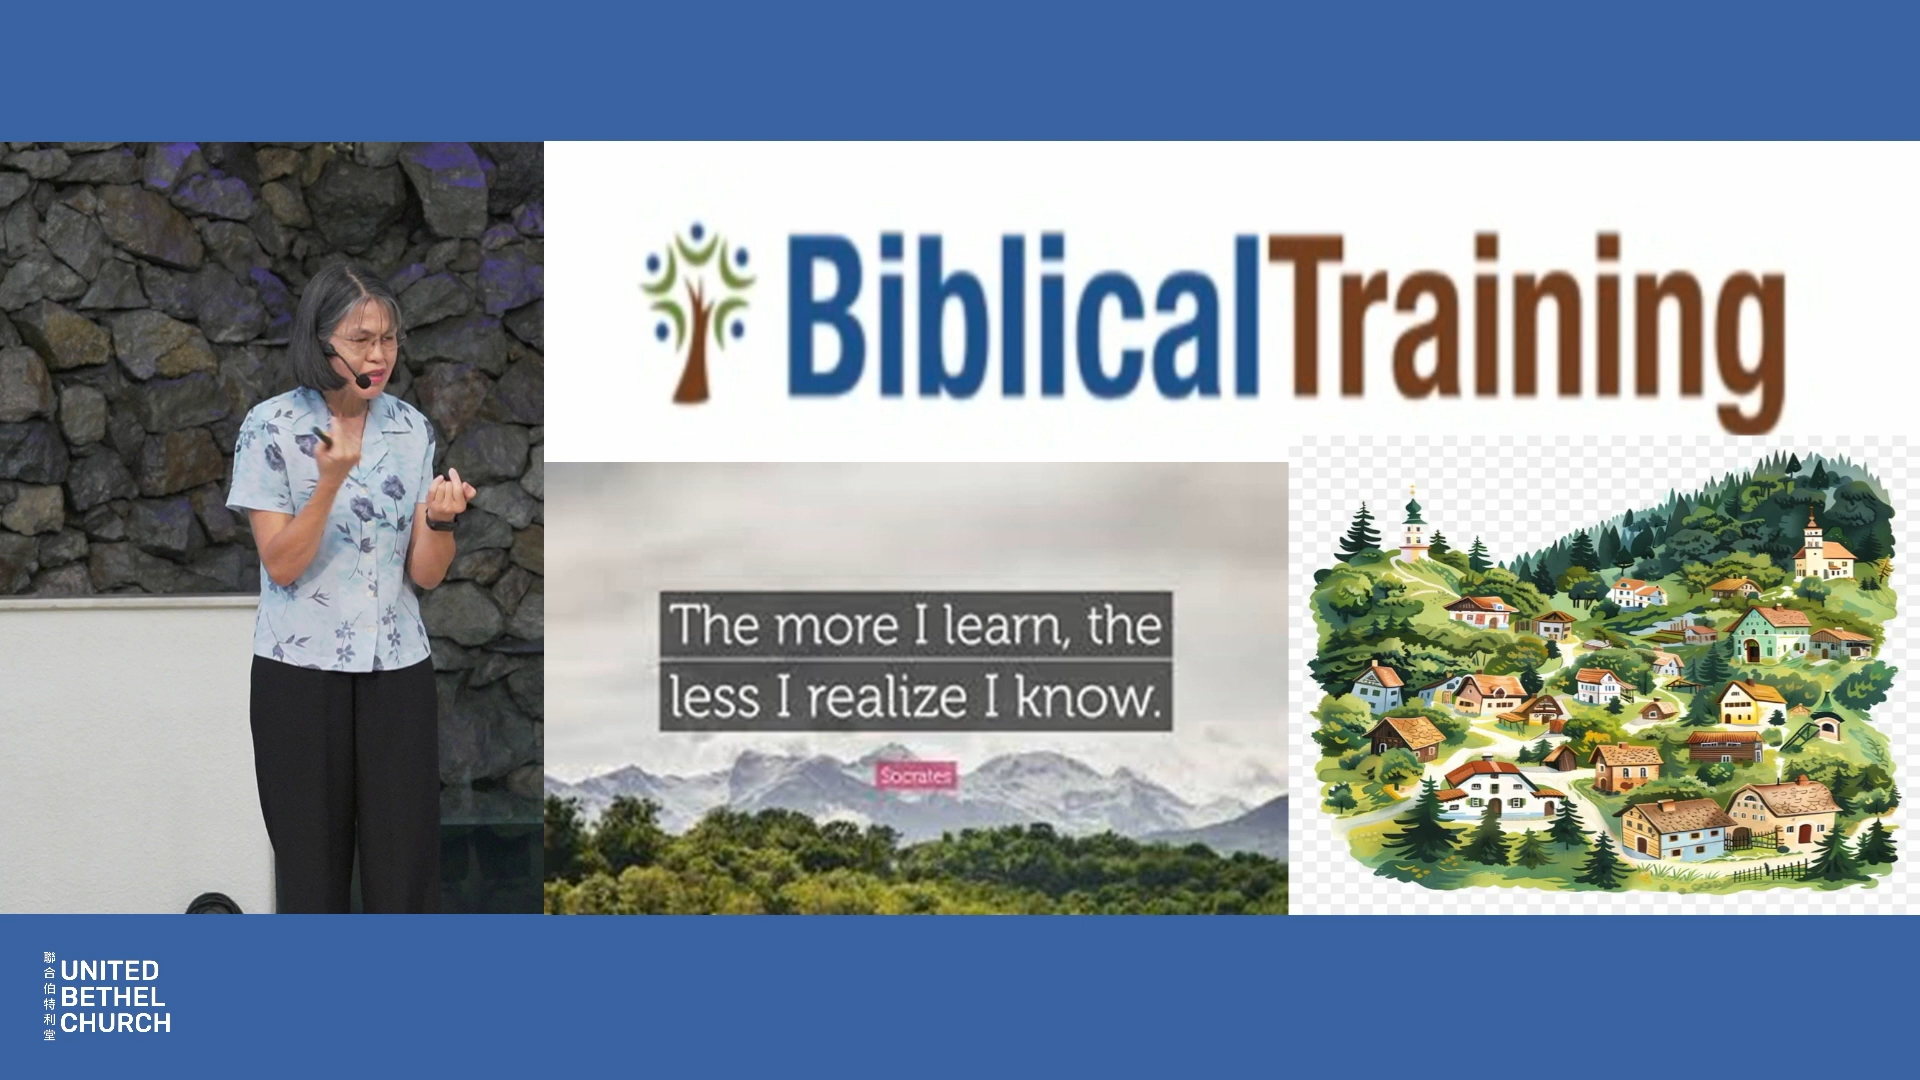 BiblicalTraining
The more I learn, the
less I realize I know.
Socrates
聯合伯特利堂
UNITED
BETHEL
CHURCH